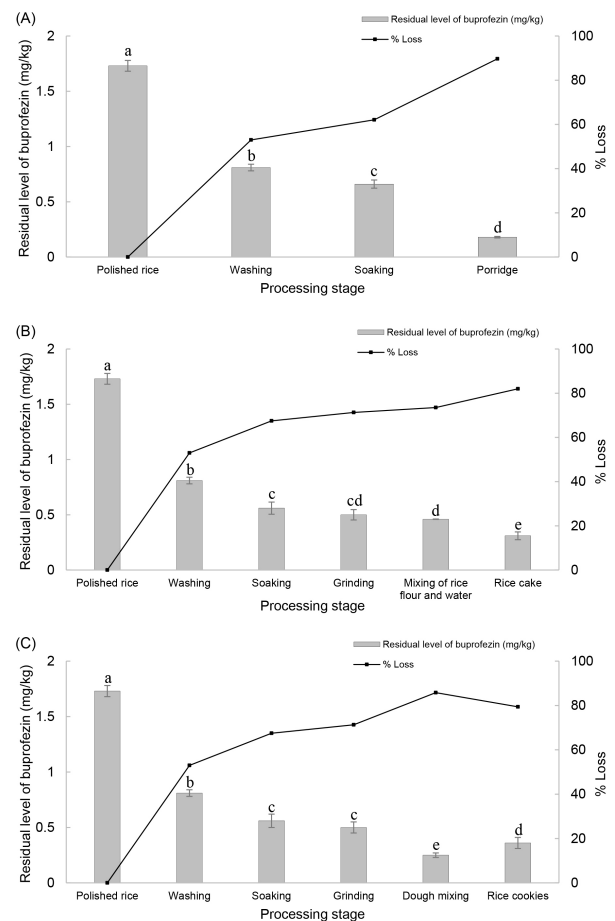 (A)
Residual level of buprofezin (mg/kg)
% Loss
2
1.5
1
0.5
0
100
80
60
40
20
0
a
b
c
d
Polished rice
Washing
Soaking
Porridge
Processing stage
Residual level of buprofezin (mg/kg)
% Loss
(B)
Residual level of buprofezin (mg/kg)
% Loss
2
1.5
1
0.5
0
100
80
60
40
20
0
a
b
c
cd
d
e
Polished rice
Washing
Soaking
Grinding
Mixing of rice
flour and water
Rice cake
Processing stage
Residual level of buprofezin (mg/kg)
% Loss
(C)
Residual level of buprofezin (mg/kg)
% Loss
2
1.5
1
0.5
0
100
80
60
40
20
0
a
b
c
c
e
d
Polished rice
Washing
Soaking
Grinding
Dough mixing
Rice cookies
Processing stage
Residual level of buprofezin (mg/kg)
% Loss